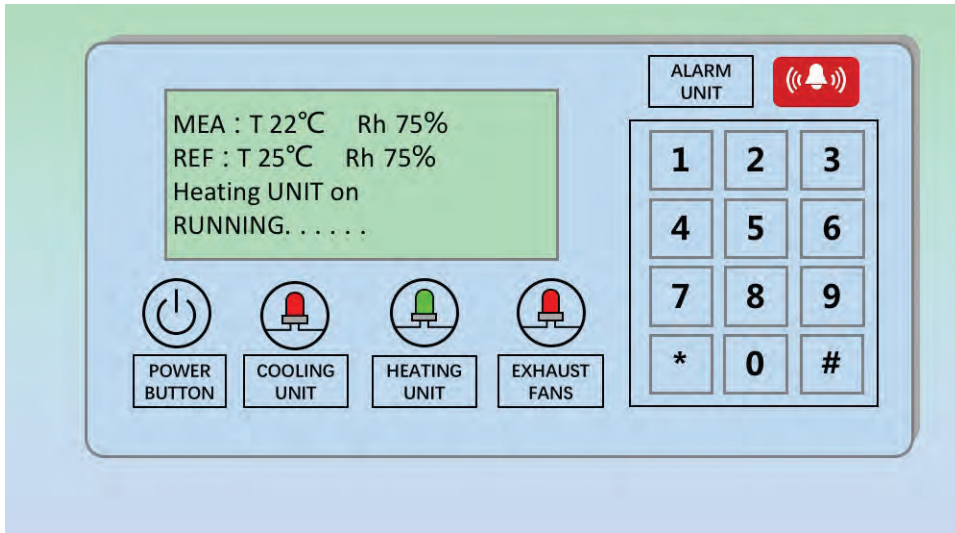 ALARM
UNIT
MEA : T 22℃ Rh 75%
REF : T 25℃ Rh 75%
Heating UNIT on
RUNNING. . . . . .
1 2 3
4 5 6
7 8 9
* 0 #
POWER
BUTTON
COOLING
UNIT
HEATING
UNIT
EXHAUST
FANS